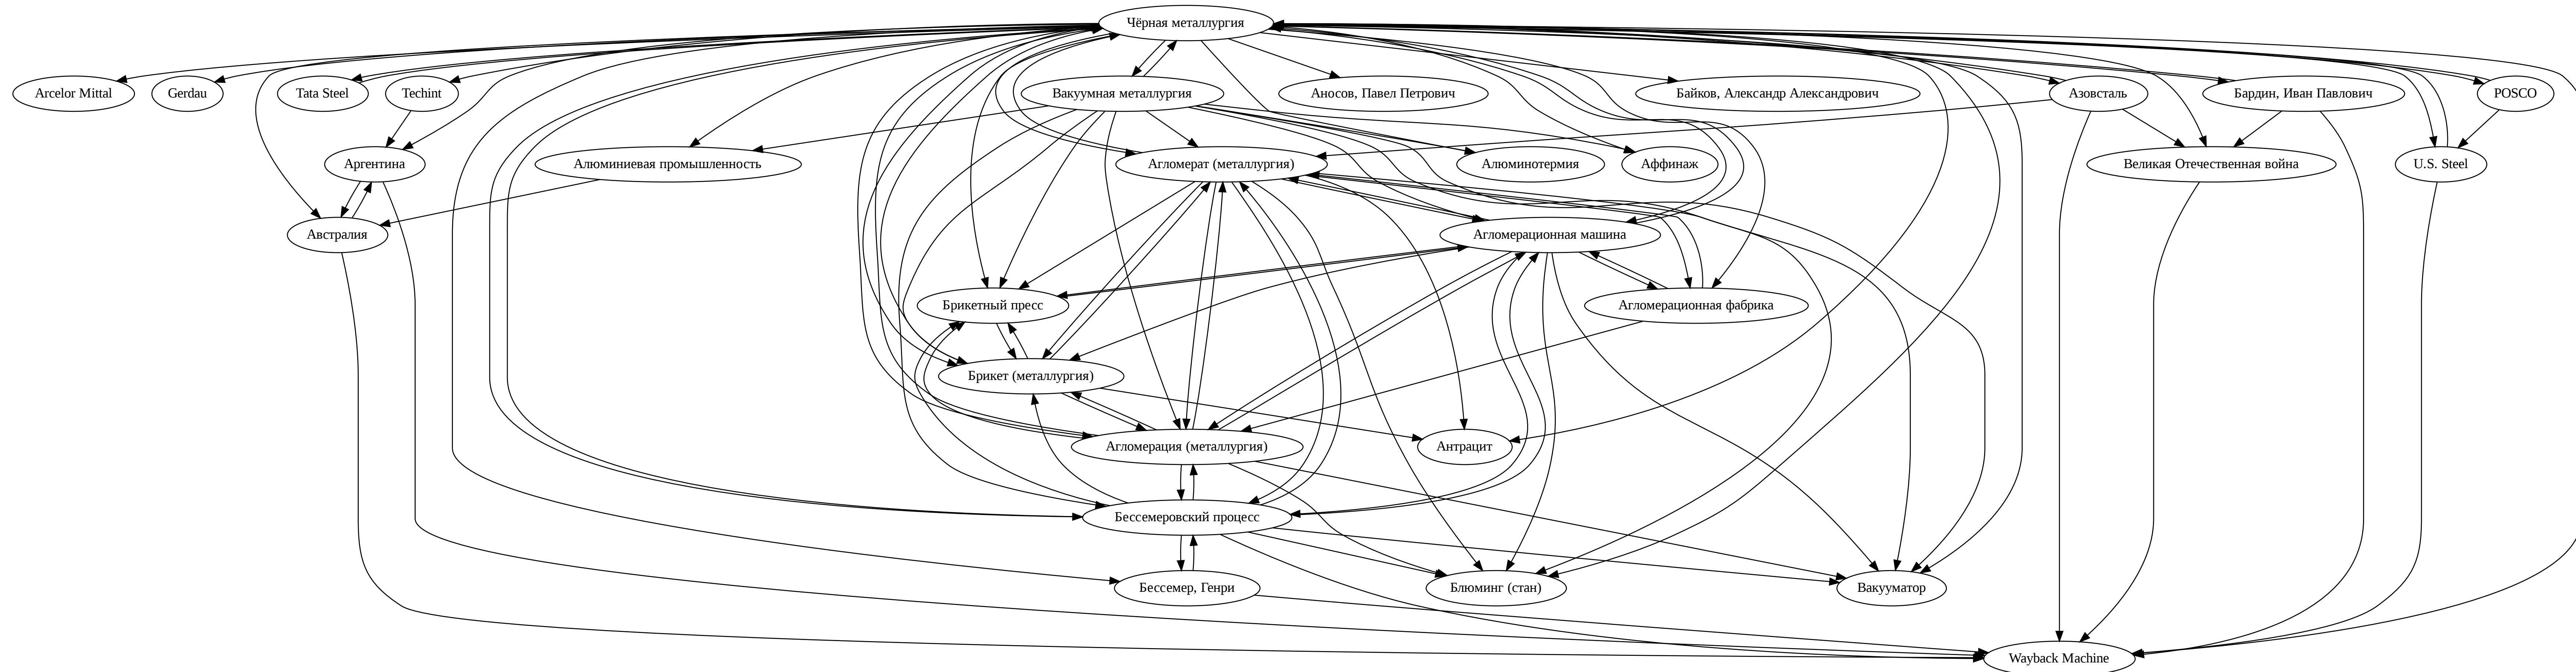 Чёрная металлургия
Arcelor Mittal
Gerdau
Tata Steel
Techint
Вакуумная металлургия
Аносов, Павел Петрович
Байков, Александр Александрович
Азовсталь
Бардин, Иван Павлович
POSCO
Аргентина
Алюминиевая промышленность
Агломерат (металлургия)
Алюминотермия
Аффинаж
Великая Отечественная война
U.S. Steel
Австралия
Агломерационная машина
Брикетный пресс
Агломерационная фабрика
Брикет (металлургия)
Агломерация (металлургия)
Антрацит
Бессемеровский процесс
Бессемер, Генри
Блюминг (стан)
Вакууматор
Wayback Machine